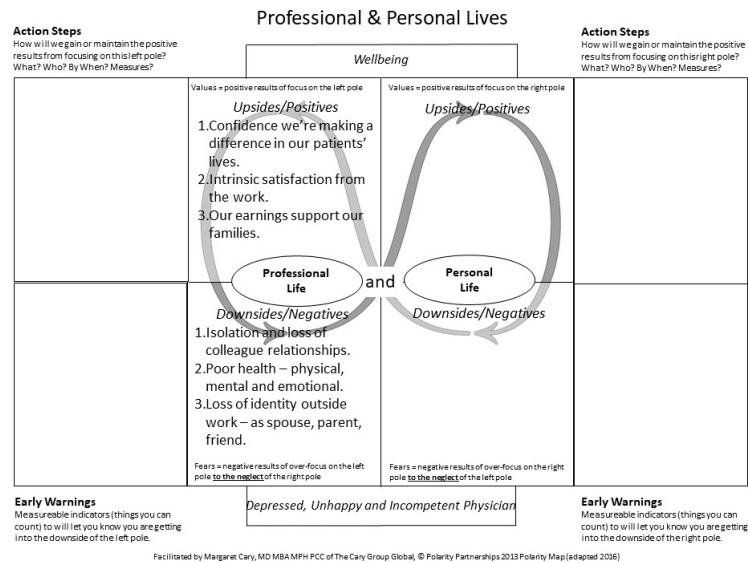 Professional & Personal Lives
Action Steps
How will we gain or maintain the positive
results from focusing on this left pole?
What? Who? By When? Measures?
Wellbeing
Action Steps
How will we gain or maintain the positive
results from focusing on this right pole?
What? Who? By When? Measures?
Values = positive results of focus on the left pole
Upsides/Positives
1.Confidence we're making a
difference in our patients'
lives.
2.Intrinsic satisfaction from
the work.
3.Our earnings support our
families.
Values = positive results of focus on the right pole
Upsides/Positives
Professional
Life
and
Personal
Life
Downsides/Negatives
1.Isolation and loss of
colleague relationships.
2.Poor health – physical,
mental and emotional.
3.Loss of identity outside
work – as spouse, parent,
friend.
Fears = negative results of over-focus on the left
pole to the neglect of the right pole
Downsides/Negatives
Fears = negative results of over-focus on the right
pole to the neglect of the left pole
Early Warnings
Measureable indicators (things you can
count) to will let you know you are getting
into the downside of the left pole.
Depressed, Unhappy and Incompetent Physician
Early Warnings
Measureable indicators (things you can
count) to will let you know you are getting
into the downside of the right pole.
Facilitated by Margaret Cary, MD MBA MPH PCC of The Cary Group Global, © Polarity Partnerships 2013 Polarity Map (adapted 2016)